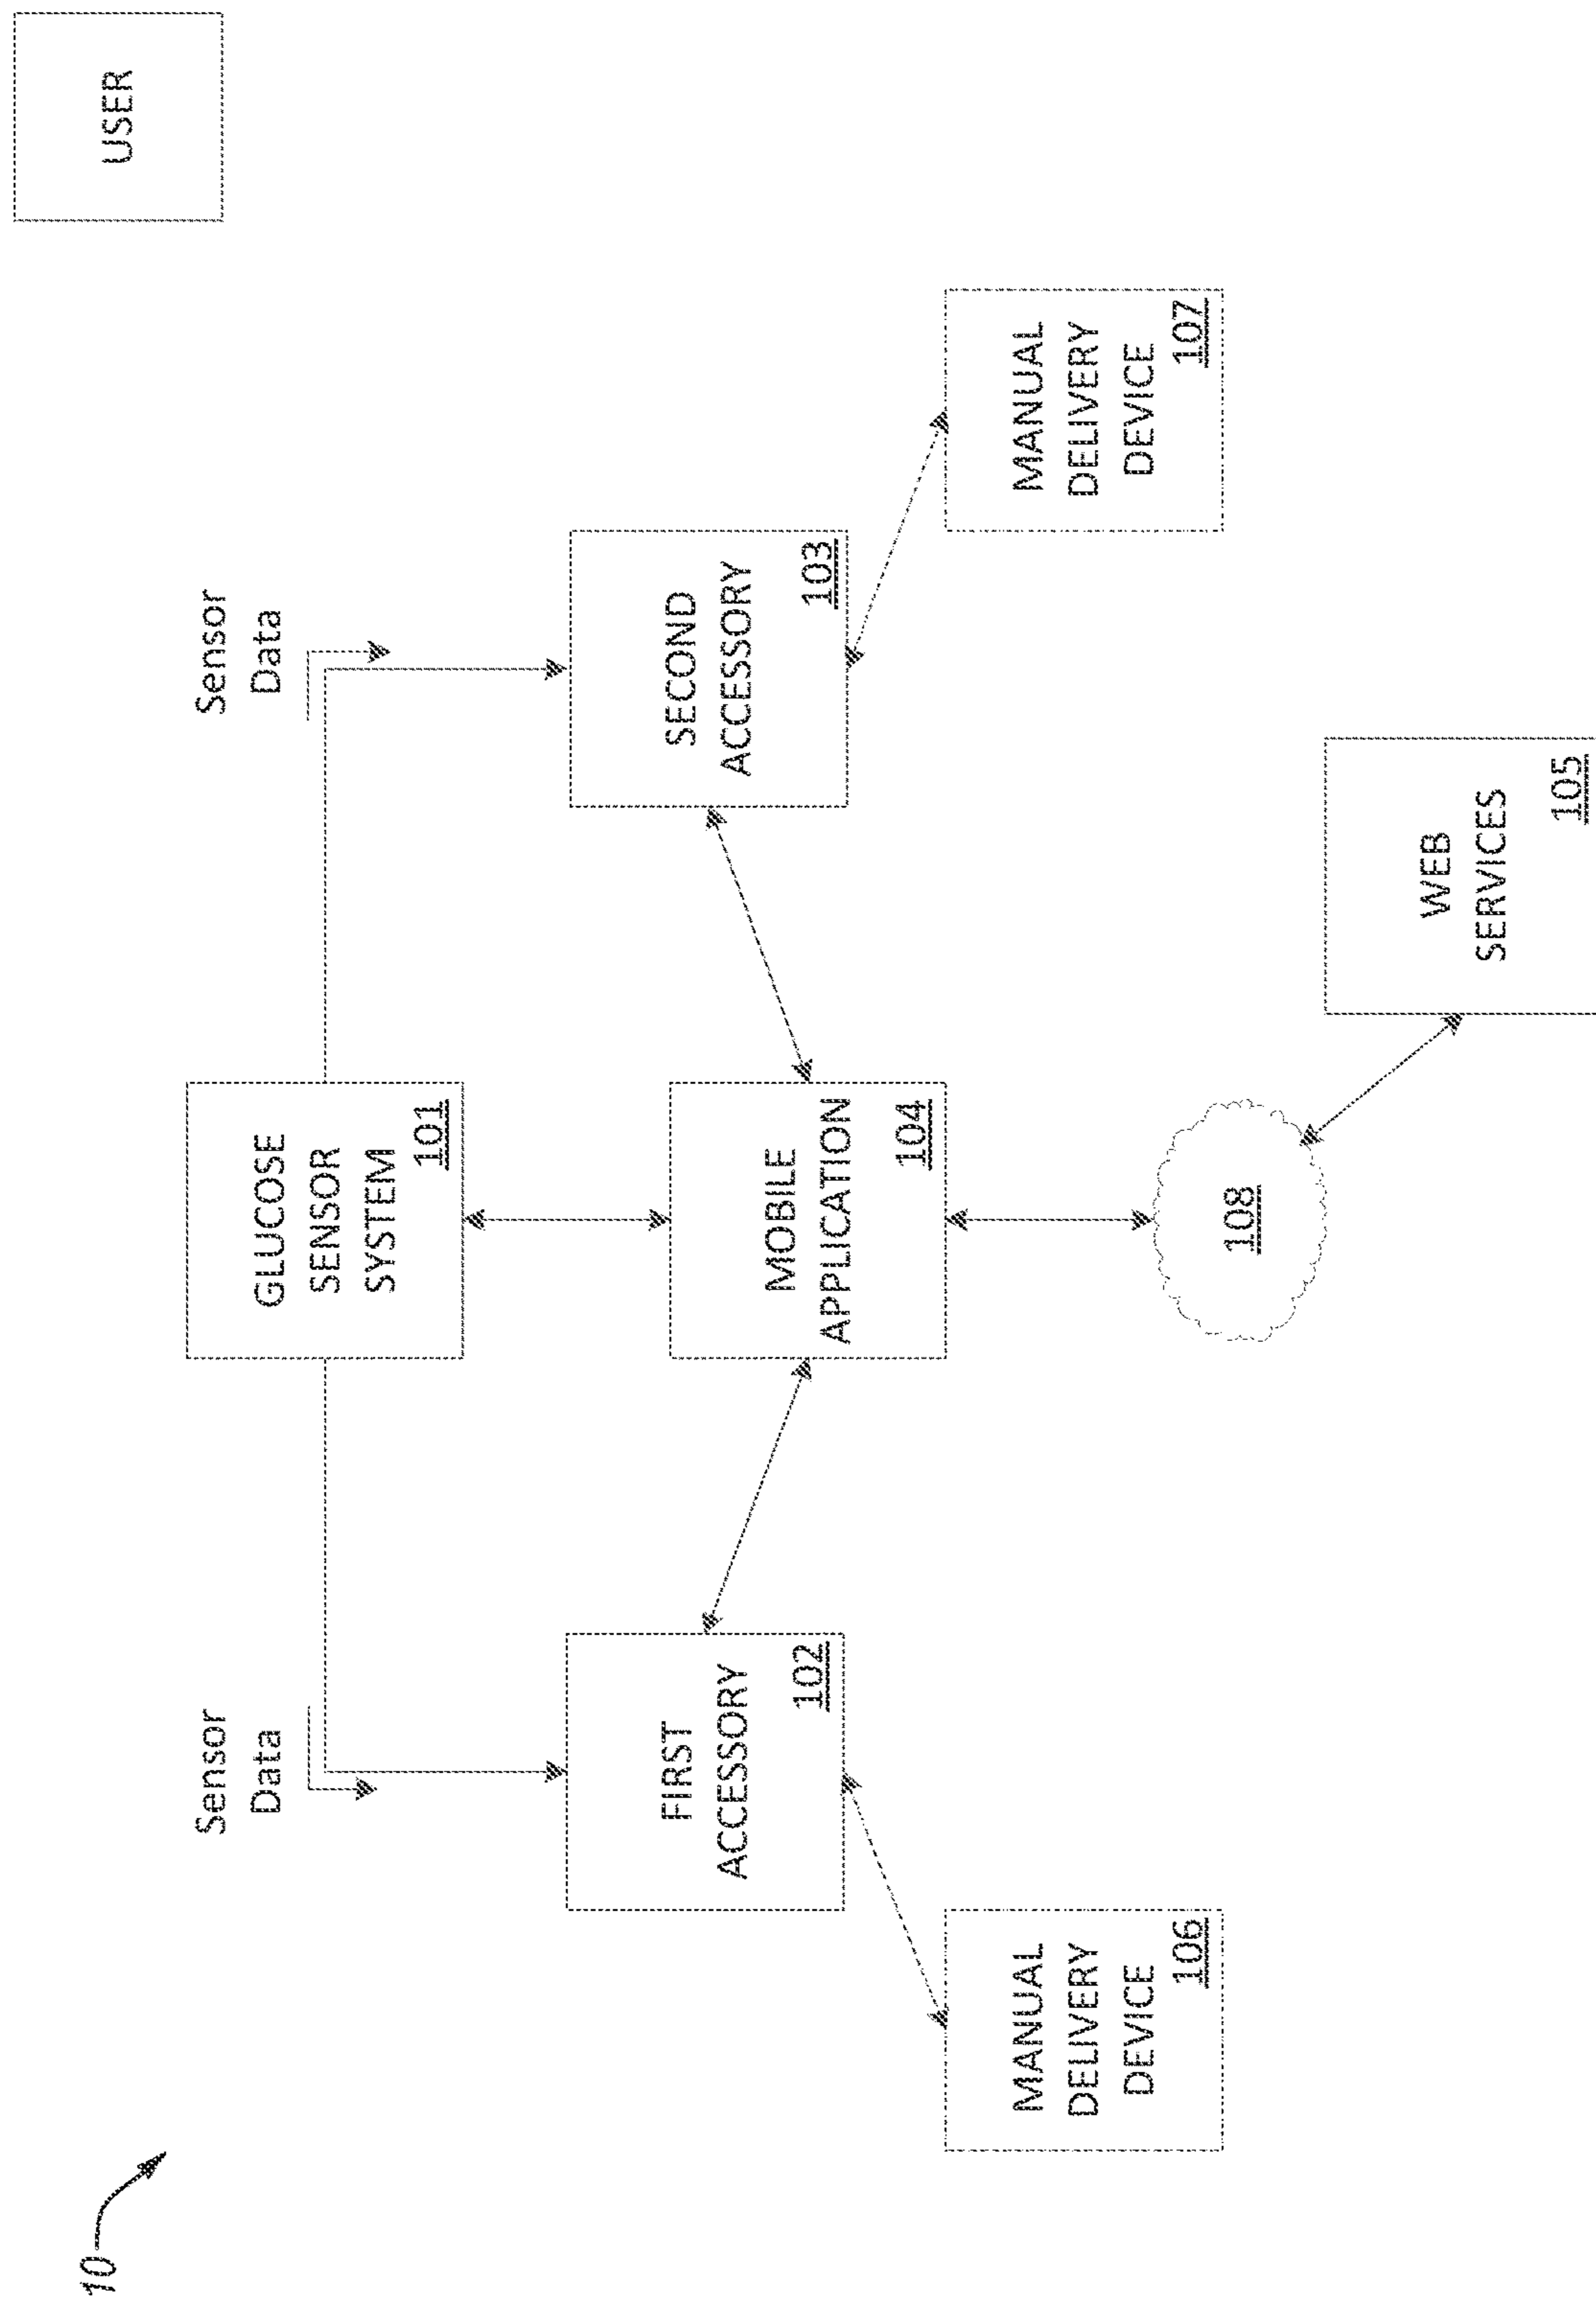 10
USER
Sensor
Data
Sensor
Data
GLUCOSE
SENSOR
SYSTEM
101
FIRST
ACCESSORY
102
MOBILE
APPLICATION
104
SECOND
ACCESSORY
103
MANUAL
DELIVERY
DEVICE
106
108
MANUAL
DELIVERY
DEVICE
107
WEB
SERVICES
105